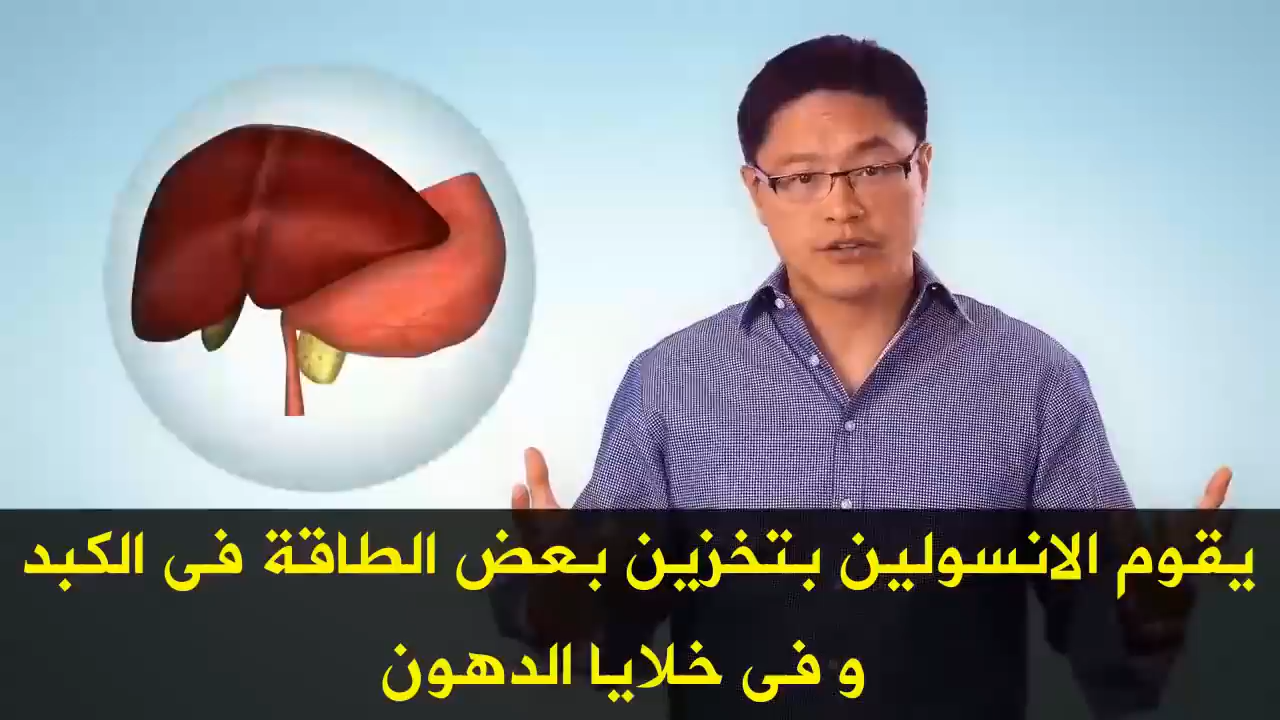 يقوم الانسولين بتخزين بعض الطاقة فى الكبد
و فى خلايا الدهون